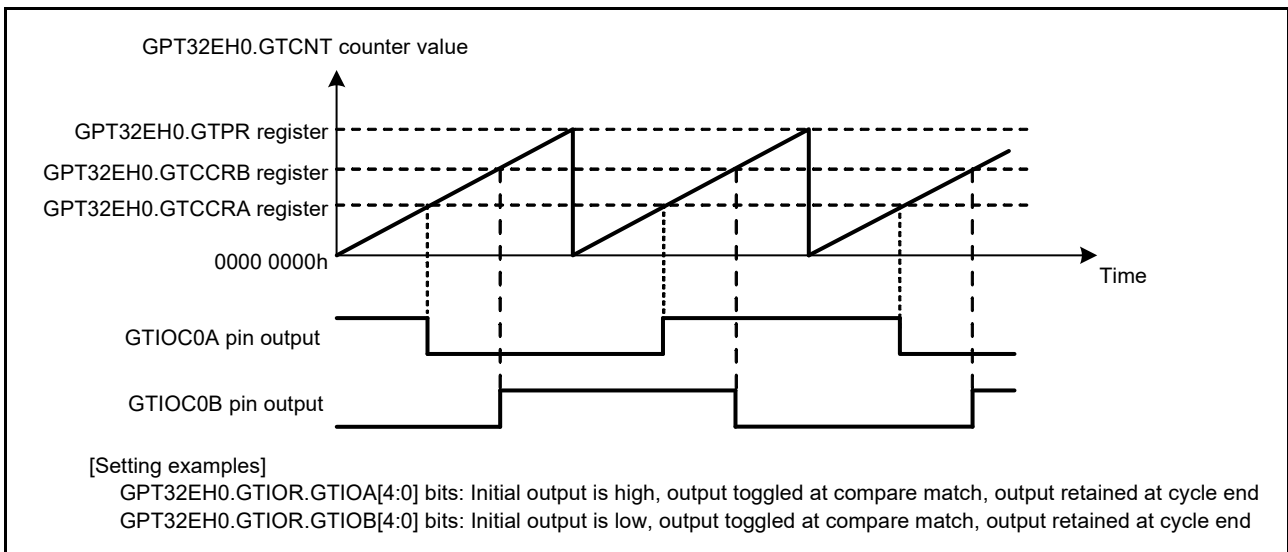 GPT32EH0.GTCNT counter value
GPT32EH0.GTPR register
GPT32EH0.GTCCRB register
GPT32EH0.GTCCRA register
0000 0000h
Time
GTIOC0A pin output
GTIOC0B pin output
[Setting examples]
GPT32EH0.GTIOR.GTIOA[4:0] bits: Initial output is high, output toggled at compare match, output retained at cycle end
GPT32EH0.GTIOR.GTIOB[4:0] bits: Initial output is low, output toggled at compare match, output retained at cycle end